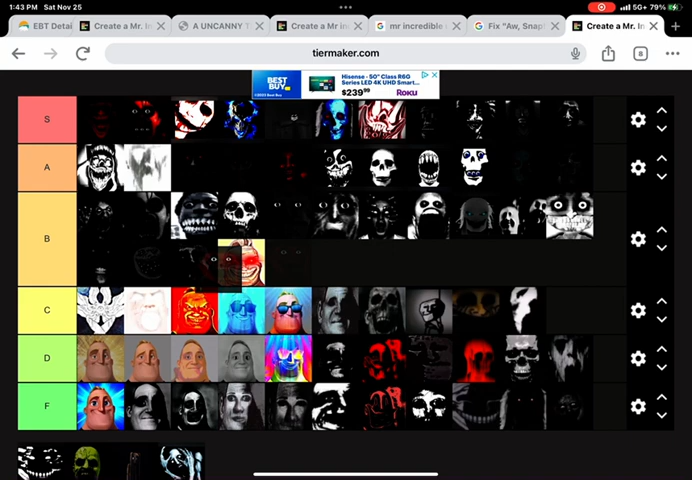 1:43 PM Sat Nov 25
5G+ 79%
EBT Detail
Create a Mr. In
A UNCANNY T
Create a Mr in
mr incredible
Fix "Aw, Snap!
Create a Mr. In
tiermaker.com
8
BEST BUY
Hisense - 50" Class R6G Series LED 4K UHD Smart...
$239.99
Roku
S
A
B
C
D
F